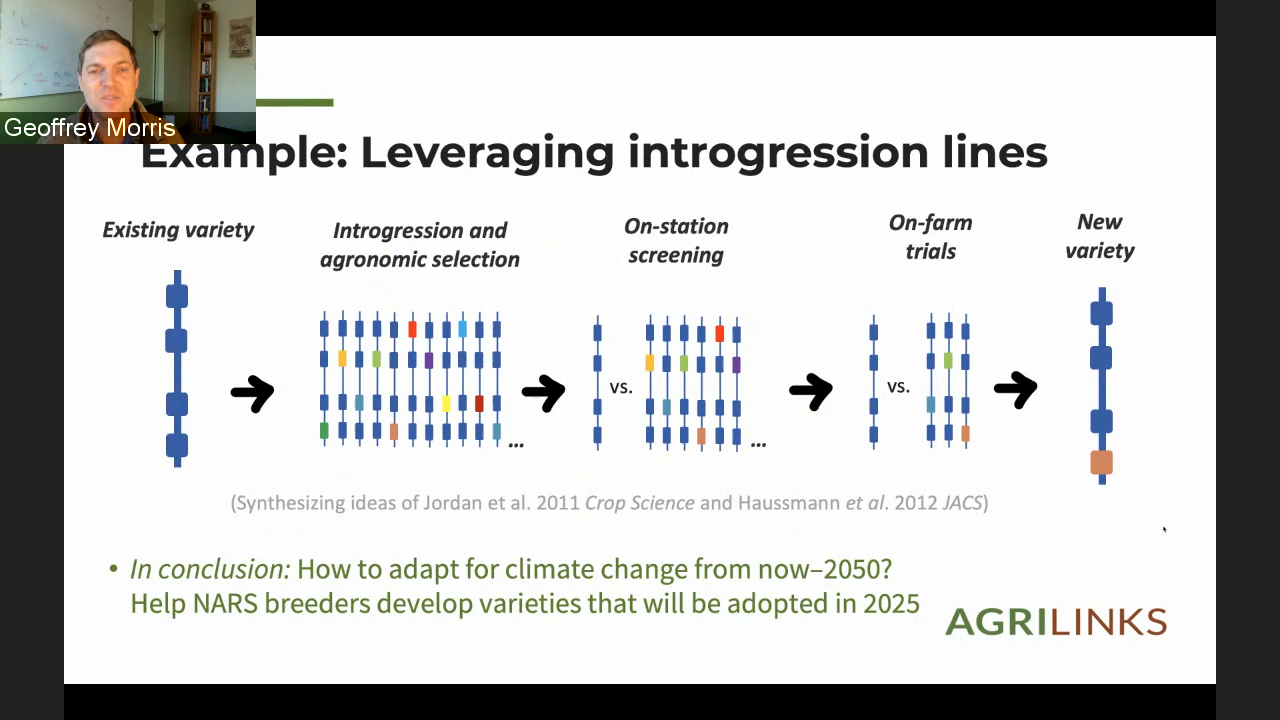 Geoffrey Morris
Example: Leveraging introgression lines
Existing variety
Introgression and
agronomic selection
On-station
screening
On-farm
trials
New
variety
...
vs.
...
vs.
(Synthesizing ideas of Jordan et al. 2011 Crop Science and Haussmann et al. 2012 JACS)
• In conclusion: How to adapt for climate change from now–2050?
Help NARS breeders develop varieties that will be adopted in 2025
AGRILINKS